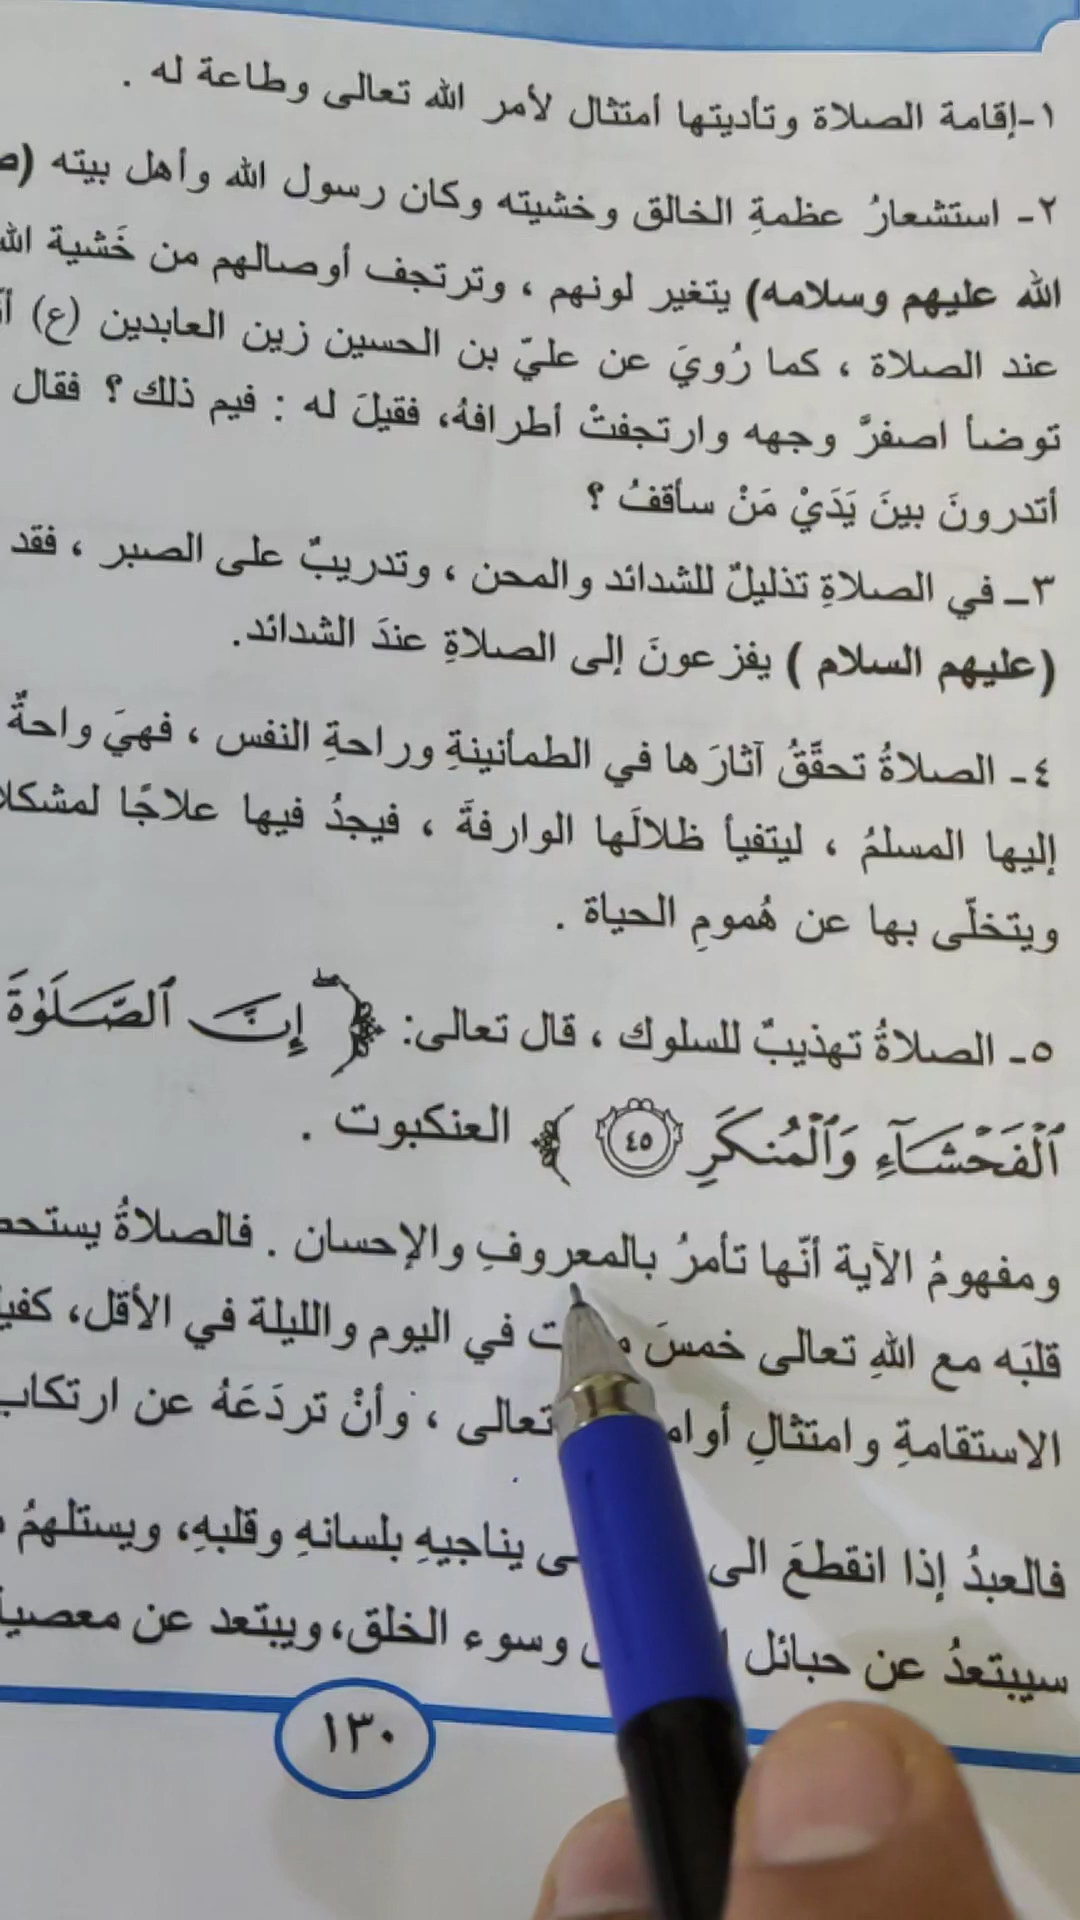 ١-إقامة الصلاة وتأديتها أمتثال لأمر الله تعالى وطاعة له .
٢- استشعارُ عظمةِ الخالق وخشيته وكان رسول الله وأهل بيته
الله عليهم وسلامه) يتغير لونهم ، وترتجف أوصالهم من خَشية الله
عند الصلاة ، كما رُويَ عن عليّ بن الحسين زين العابدين (ع)
توضأ اصفرَّ وجهه وارتجفتْ أطرافهُ، فقيلَ له : فيم ذلك ؟ فقال
أتدرونَ بينَ يَدَيْ مَنْ سأقفُ ؟
٣ـ في الصلاةِ تذليلٌ للشدائد والمحن ، وتدريبٌ على الصبر ، فقد
(عليهم السلام ) يفزعونَ إلى الصلاةِ عندَ الشدائد.
٤- الصلاةُ تحقَّقُ آثارَها في الطمأنينةِ وراحةِ النفس ، فهيَ واحةٌ
إليها المسلمُ ، ليتفيأ ظلالَها الوارفةَ ، فيجدُ فيها علاجًا
ويتخلّى بها عن هُمومِ الحياة .
٥- الصلاةُ تهذيبٌ للسلوك ، قال تعالى: ﴿ إِنَّ ٱلصَّلَوٰةَ
ٱلْفَحْشَآءِ وَٱلْمُنكَرِ ٤٥ ﴾ العنكبوت .
ومفهومُ الآية أنّها تأمرُ بالمعروفِ والإحسان . فالصلاةُ
قلبَه مع اللهِ تعالى خمسَ في اليوم والليلة في الأقل،
الاستقامةِ وامتثالِ تعالى ، وأنْ تردَعَهُ عن
فالعبدُ إذا انقطعَ الى يناجيهِ بلسانهِ وقلبهِ، ويستلهمُ
سيبتعدُ عن حبائل وسوء الخلق، ويبتعد عن
١٣٠